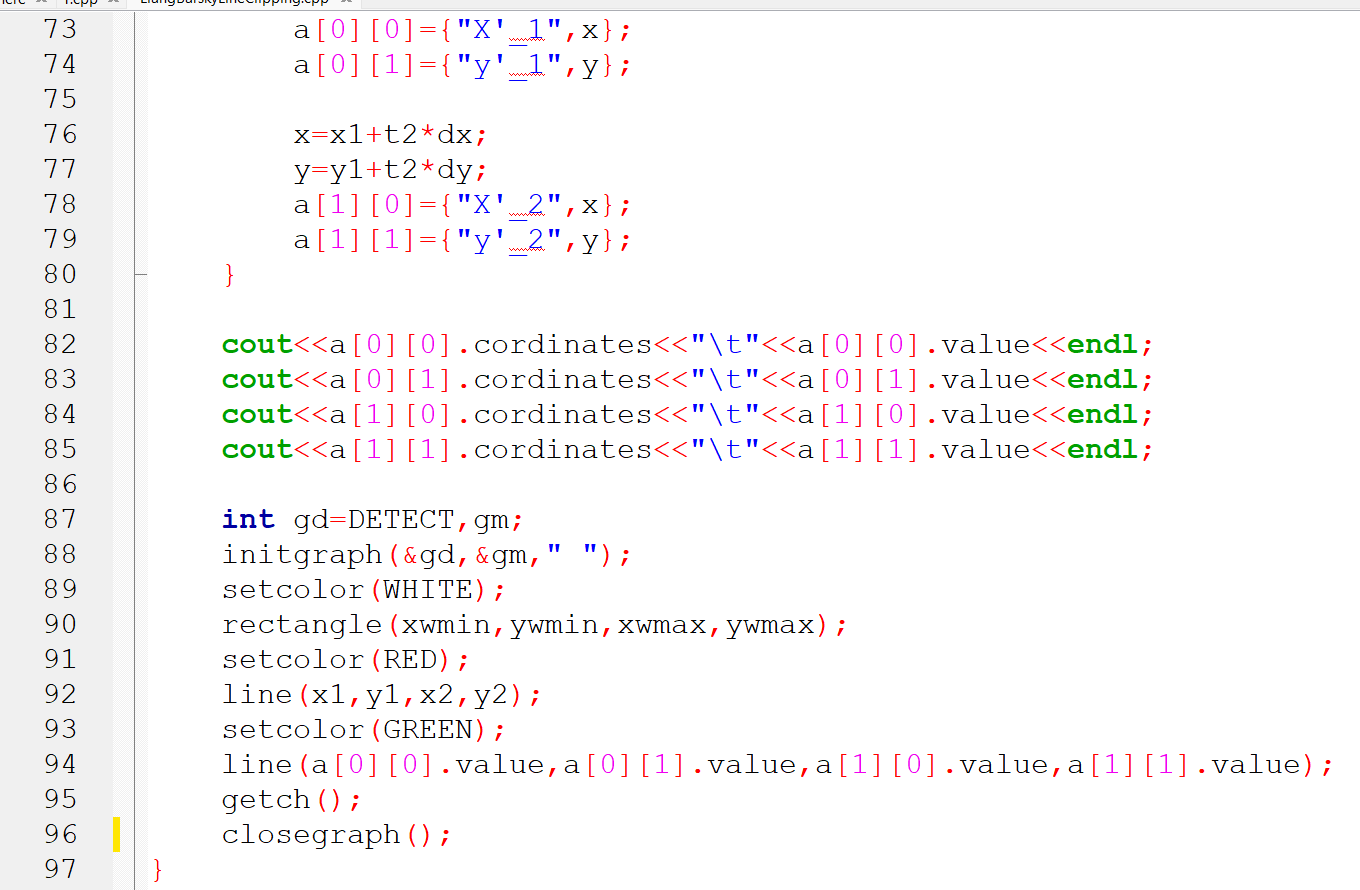 LiangBarskyLineClipping.cpp
73 a[0][0]={"X'_1",x};
74 a[0][1]={"y'_1",y};
75
76 x=x1+t2*dx;
77 y=y1+t2*dy;
78 a[1][0]={"X'_2",x};
79 a[1][1]={"y'_2",y};
80 }
81
82 cout<<a[0][0].cordinates<<"\t"<<a[0][0].value<<endl;
83 cout<<a[0][1].cordinates<<"\t"<<a[0][1].value<<endl;
84 cout<<a[1][0].cordinates<<"\t"<<a[1][0].value<<endl;
85 cout<<a[1][1].cordinates<<"\t"<<a[1][1].value<<endl;
86
87 int gd=DETECT,gm;
88 initgraph(&gd,&gm," ");
89 setcolor(WHITE);
90 rectangle(xwmin,ywmin,xwmax,ywmax);
91 setcolor(RED);
92 line(x1,y1,x2,y2);
93 setcolor(GREEN);
94 line(a[0][0].value,a[0][1].value,a[1][0].value,a[1][1].value);
95 getch();
96 closegraph();
97 }